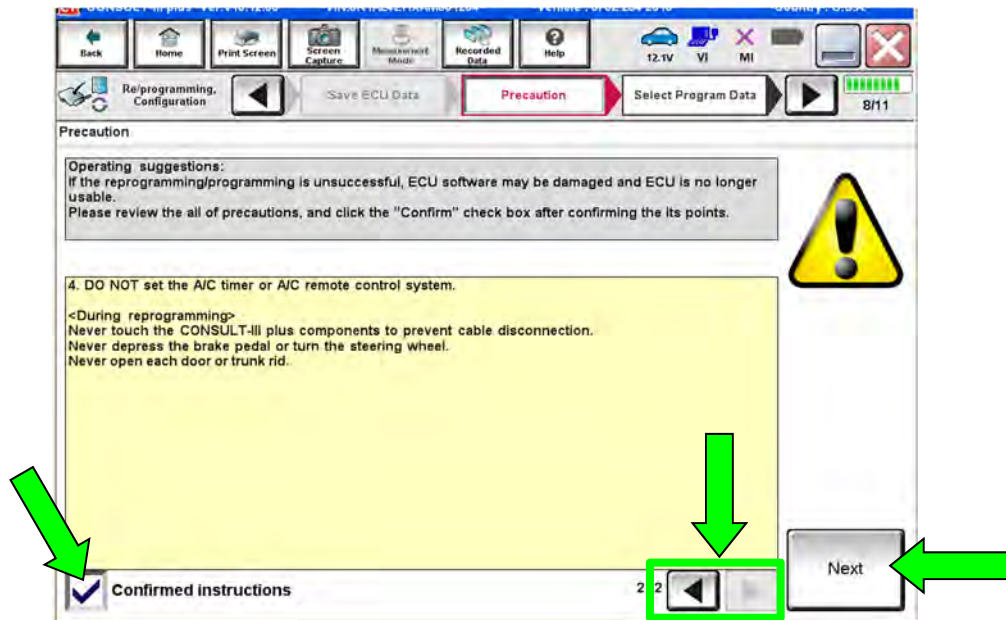 Back
Home
Print Screen
Screen
Capture
Measurement
Mode
Recorded
Data
Help
12.1V
VI
MI
Re/programming,
Configuration
Save ECU Data
Precaution
Select Program Data
8/11
Precaution
Operating suggestions:
If the reprogramming/programming is unsuccessful, ECU software may be damaged and ECU is no longer
usable.
Please review the all of precautions, and click the "Confirm" check box after confirming the its points.
4. DO NOT set the A/C timer or A/C remote control system.
<During reprogramming>
Never touch the CONSULT-III plus components to prevent cable disconnection.
Never depress the brake pedal or turn the steering wheel.
Never open each door or trunk rid.
Confirmed instructions
Next